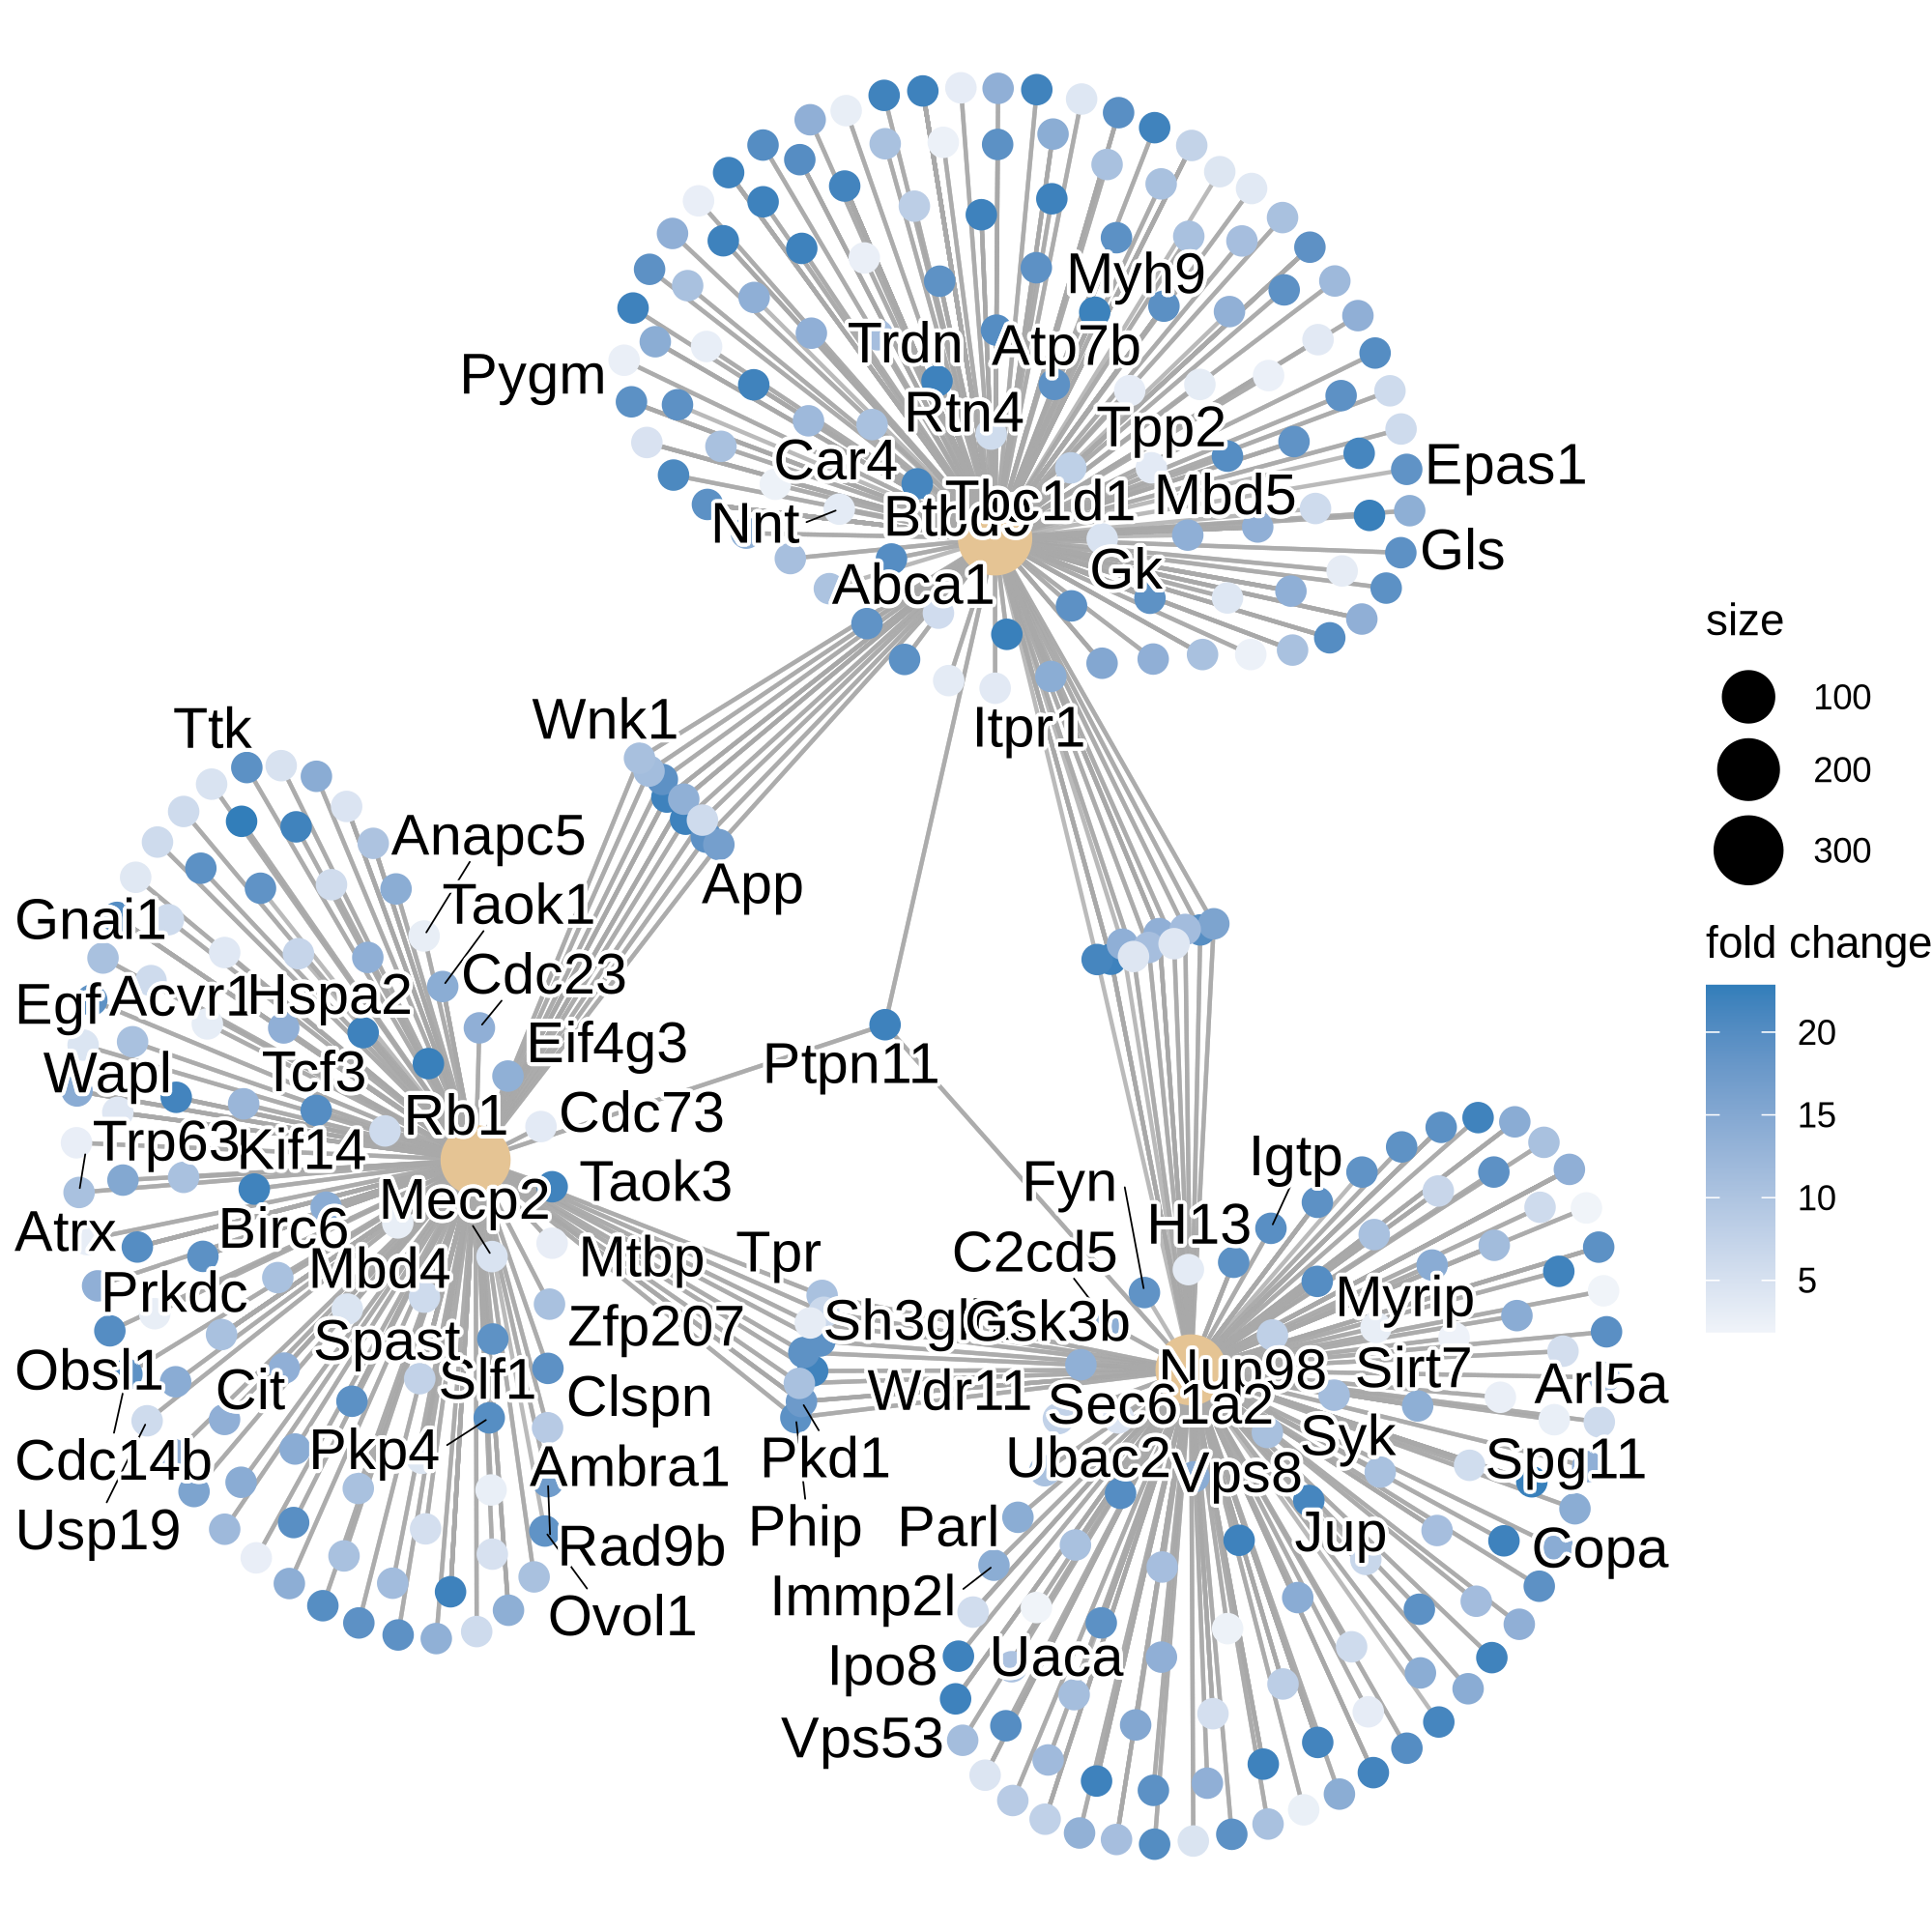 Myh9
Trdn
Atp7b
Pygm
Rtn4
Tpp2
Car4
Epas1
Tbc1d1
Mbd5
Nnt
Gls
Gk
Abca1
size
100
200
300
Itpr1
Wnk1
Ttk
Anapc5
App
Taok1
Gnai1
fold change
20
15
10
5
Cdc23
Egf
Acvr1
Hspa2
Eif4g3
Ptpn11
Wapl
Tcf3
Rb1
Cdc73
Trp63
Kif14
Igtp
Fyn
Taok3
Mecp2
H13
Atrx
Birc6
Mtbp
Tpr
C2cd5
Mbd4
Prkdc
Myrip
Zfp207
Gsk3b
Spast
Obsl1
Nup98
Sirt7
Slf1
Cit
Clspn
Wdr11
Arl5a
Sec61a2
Syk
Pkp4
Cdc14b
Ambra1
Pkd1
Ubac2
Vps8
Spg11
Usp19
Phip
Parl
Jup
Rad9b
Copa
Immp2l
Ovol1
Uaca
Ipo8
Vps53